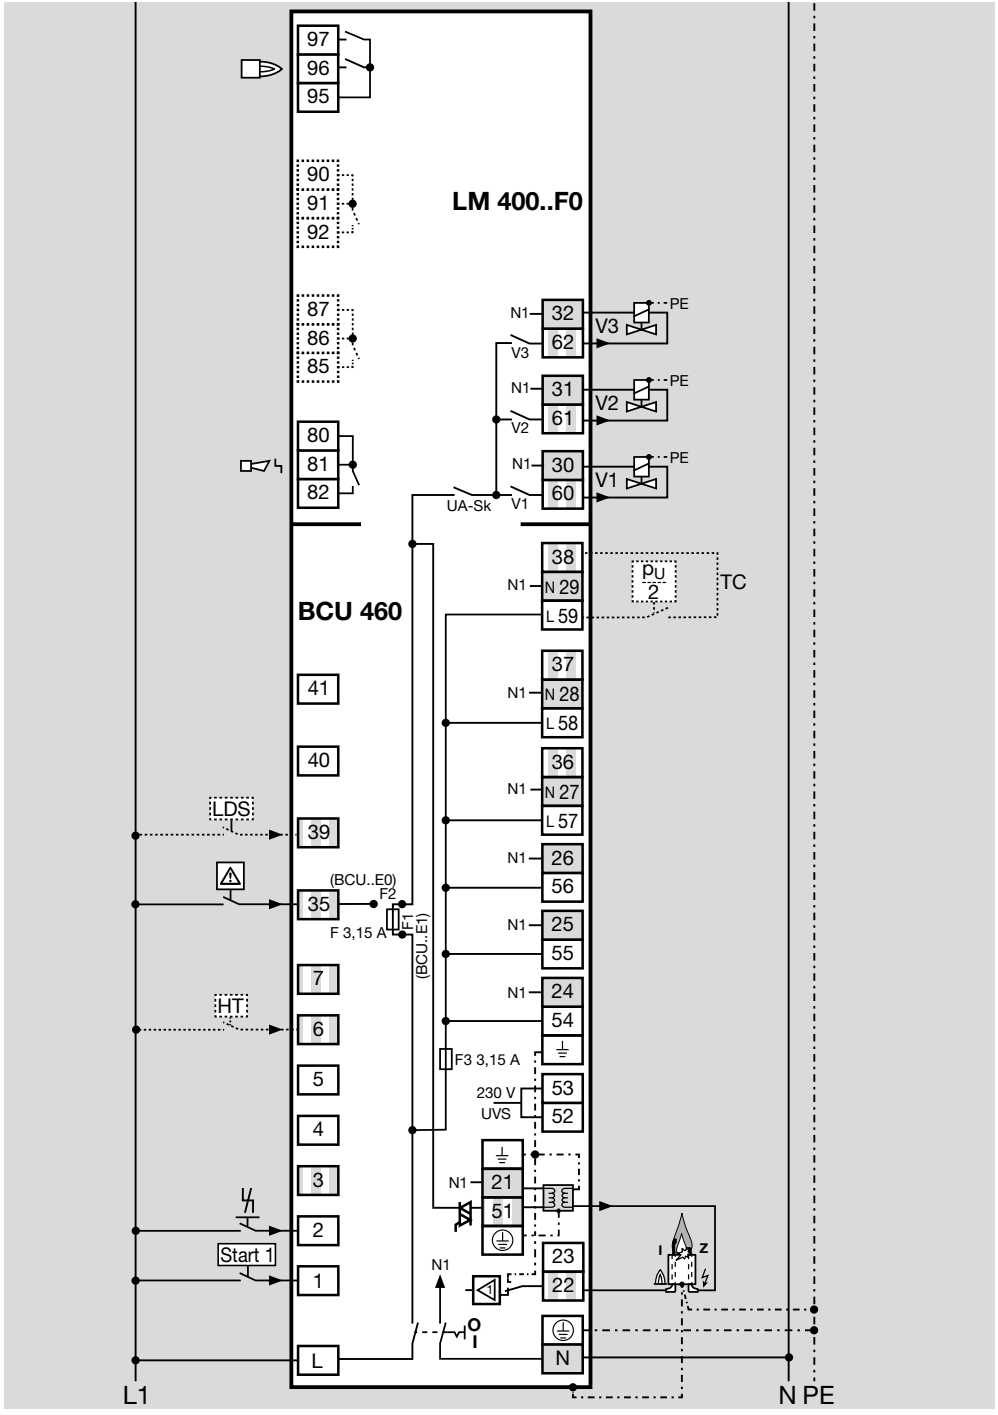 97
96
95
90
91
92
LM 400..F0
87
86
85
N1 32 PE
V3
V3 62
N1 31 PE
V2
V2 61
80
81
82
N1 30 PE
V1
UA-Sk V1 60
38
N1 N 29 pU 2 TC
L 59
BCU 460
37
41 N1 N 28
L 58
36
40 N1 N 27
L 57
LDS
39
N1 26
56
(BCU..E0)
35 F2
F 3,15 A F1
(BCU..E1)
N1 25
55
7
N1 24
54
HT
6
F3 3,15 A
5
230 V 53
UVS 52
4
3
N1 21
51
2
Start 1
1
23
22
I Z
N1
O
I
L N
L1 N PE